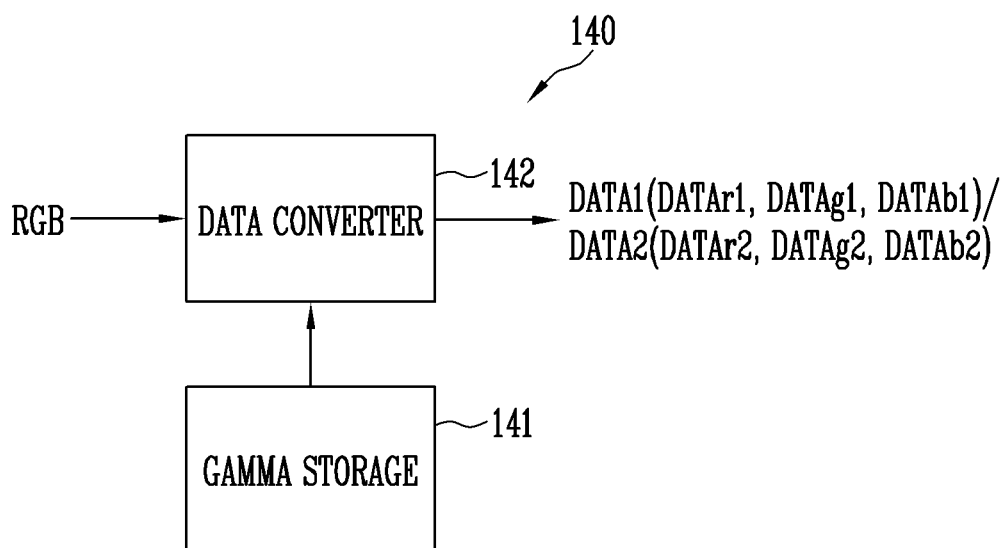 140
142
RGB
DATA CONVERTER
DATA1(DATAr1, DATAg1, DATAb1)/
DATA2(DATAr2, DATAg2, DATAb2)
141
GAMMA STORAGE